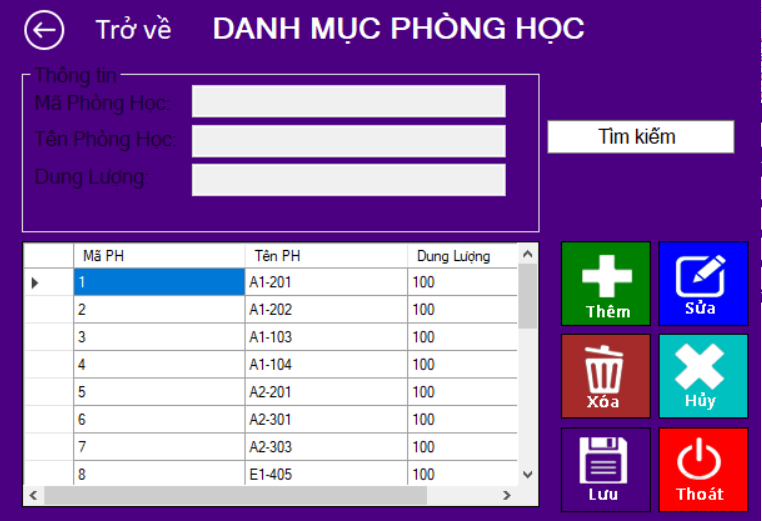 Trở về DANH MỤC PHÒNG HỌC
Thông tin
Mã Phòng Học:
Tên Phòng Học:
Dung Lượng:
Tìm kiếm
Mã PH Tên PH Dung Lượng
1 A1-201 100
2 A1-202 100
3 A1-103 100
4 A1-104 100
5 A2-201 100
6 A2-301 100
7 A2-303 100
8 E1-405 100
Thêm Sửa
Xóa Hủy
Lưu Thoát